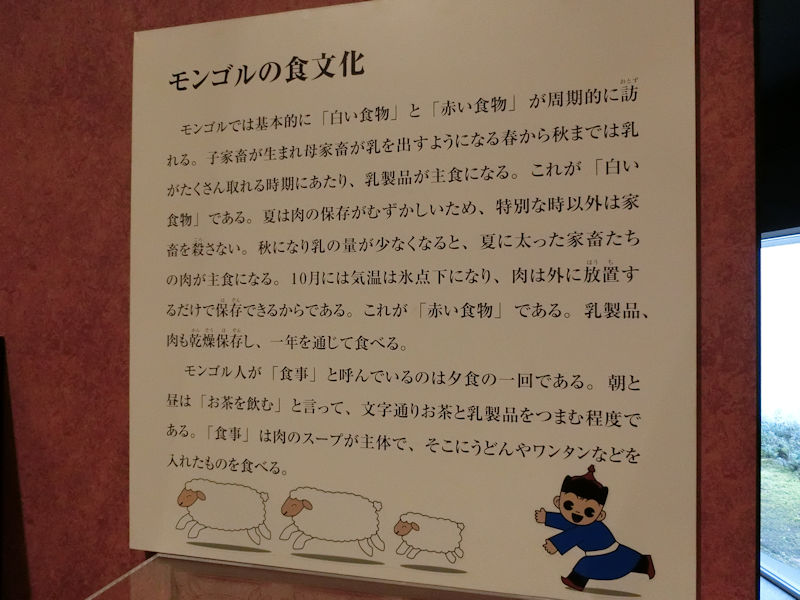 モンゴルの食文化
モンゴルでは基本的に「白い食物」と「赤い食物」が周期的に訪
れる。子家畜が生まれ母家畜が乳を出すようになる春から秋までは乳
がたくさん取れる時期にあたり、乳製品が主食になる。これが「白い
食物」である。夏は肉の保存がむずかしいため、特別な時以外は家
畜を殺さない。秋になり乳の量が少なくなると、夏に太った家畜たち
の肉が主食になる。10月には気温は氷点下になり、肉は外に放置す
るだけで保存できるからである。これが「赤い食物」である。乳製品、
肉も乾燥保存し、一年を通じて食べる。
モンゴル人が「食事」と呼んでいるのは夕食の一回である。朝と
昼は「お茶を飲む」と言って、文字通りお茶と乳製品をつまむ程度で
ある。「食事」は肉のスープが主体で、そこにうどんやワンタンなどを
入れたものを食べる。